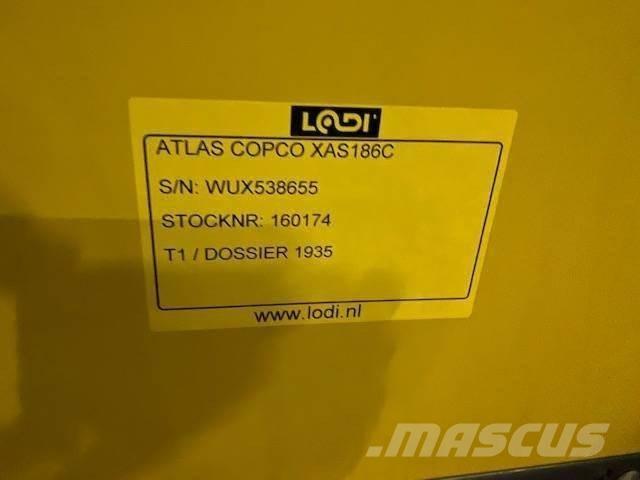 LODI
ATLAS COPCO XAS186C
S/N: WUX538655
STOCKNR: 160174
T1 / DOSSIER 1935
www.lodi.nl
MASCUS